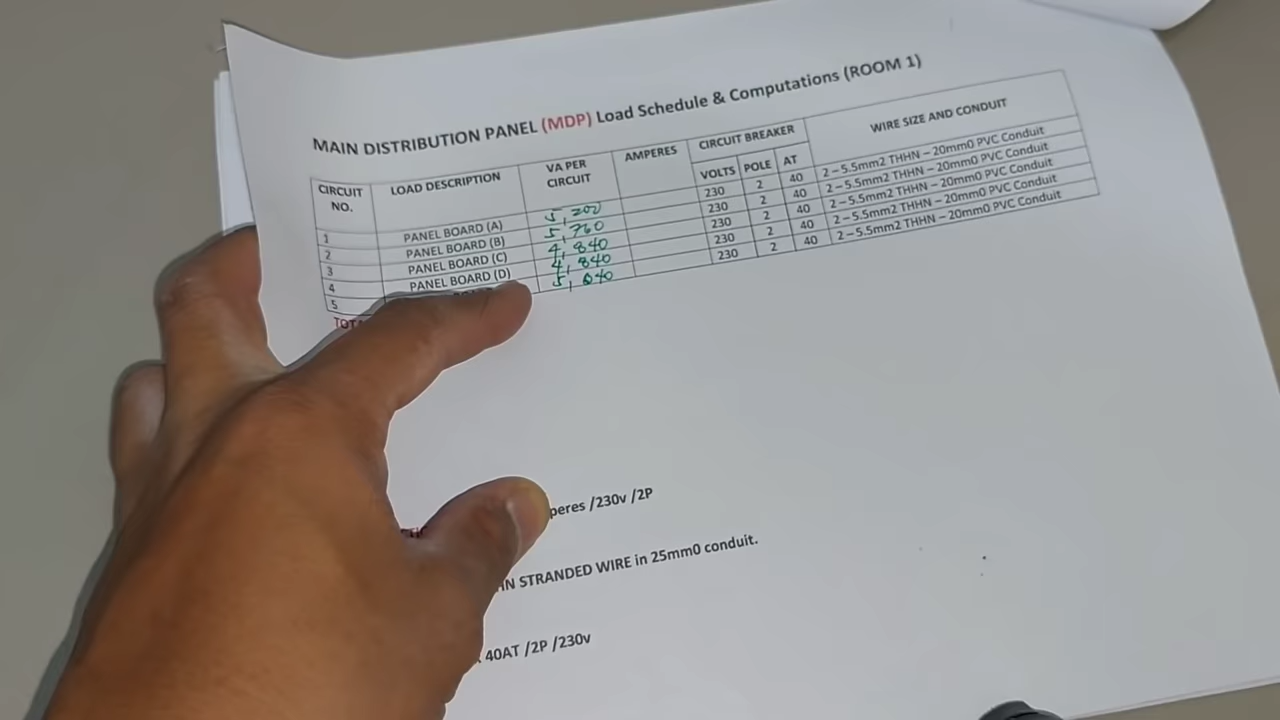 MAIN DISTRIBUTION PANEL (MDP) Load Schedule & Computations (ROOM 1)
CIRCUIT NO. LOAD DESCRIPTION VA PER CIRCUIT AMPERES CIRCUIT BREAKER WIRE SIZE AND CONDUIT
VOLTS POLE AT
1 PANEL BOARD (A) 5,200 230 2 40 2 – 5.5mm2 THHN – 20mm0 PVC Conduit
2 PANEL BOARD (B) 5,760 230 2 40 2 – 5.5mm2 THHN – 20mm0 PVC Conduit
3 PANEL BOARD (C) 4,840 230 2 40 2 – 5.5mm2 THHN – 20mm0 PVC Conduit
4 PANEL BOARD (D) 4,840 230 2 40 2 – 5.5mm2 THHN – 20mm0 PVC Conduit
5 230 2 40 2 – 5.5mm2 THHN – 20mm0 PVC Conduit
TOTA
peres /230v /2P
STRANDED WIRE in 25mm0 conduit.
40AT /2P /230v